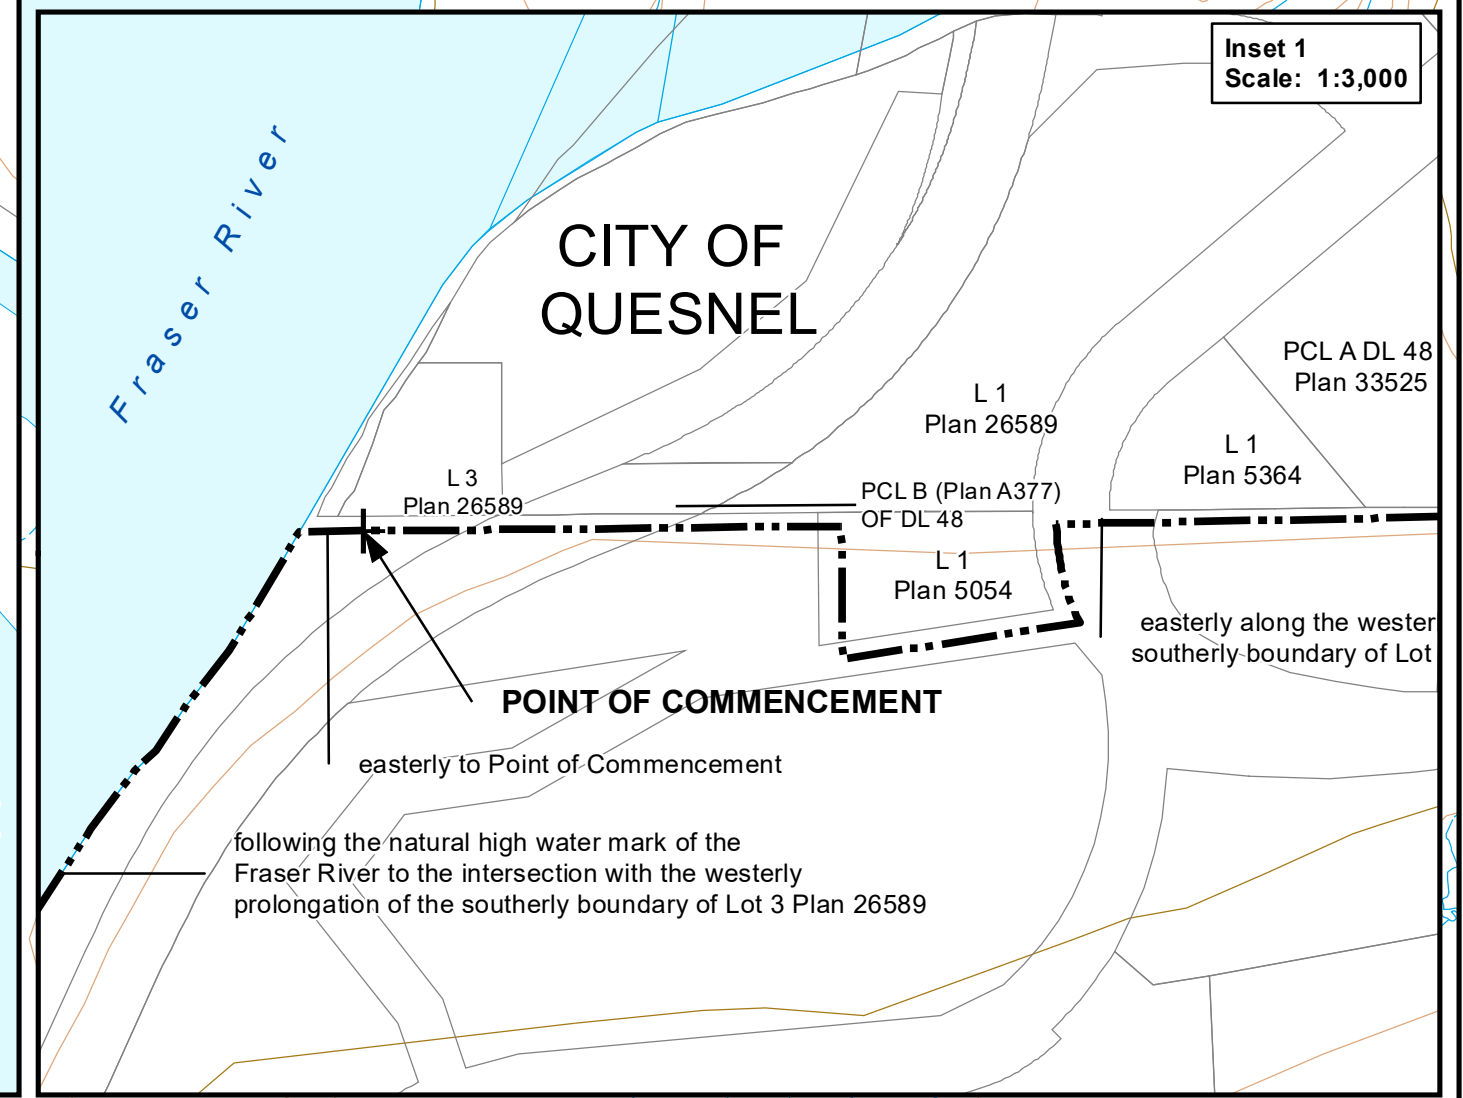 Inset 1
Scale: 1:3,000
Fraser River
CITY OF
QUESNEL
PCL A DL 48
Plan 33525
L 1
Plan 26589
L 1
Plan 5364
L 3
Plan 26589
PCL B (Plan A377)
OF DL 48
L 1
Plan 5054
easterly along the wester
southerly boundary of Lot
POINT OF COMMENCEMENT
easterly to Point of Commencement
following the natural high water mark of the
Fraser River to the intersection with the westerly
prolongation of the southerly boundary of Lot 3 Plan 26589